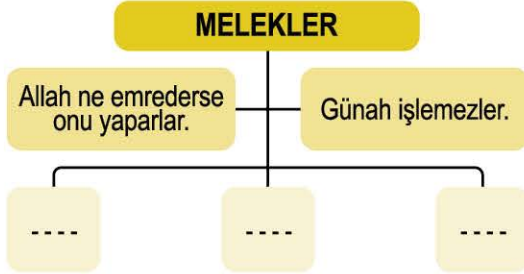 MELEKLER
Allah ne emrederse
onu yaparlar.
Günah işlemezler.
----
----
----